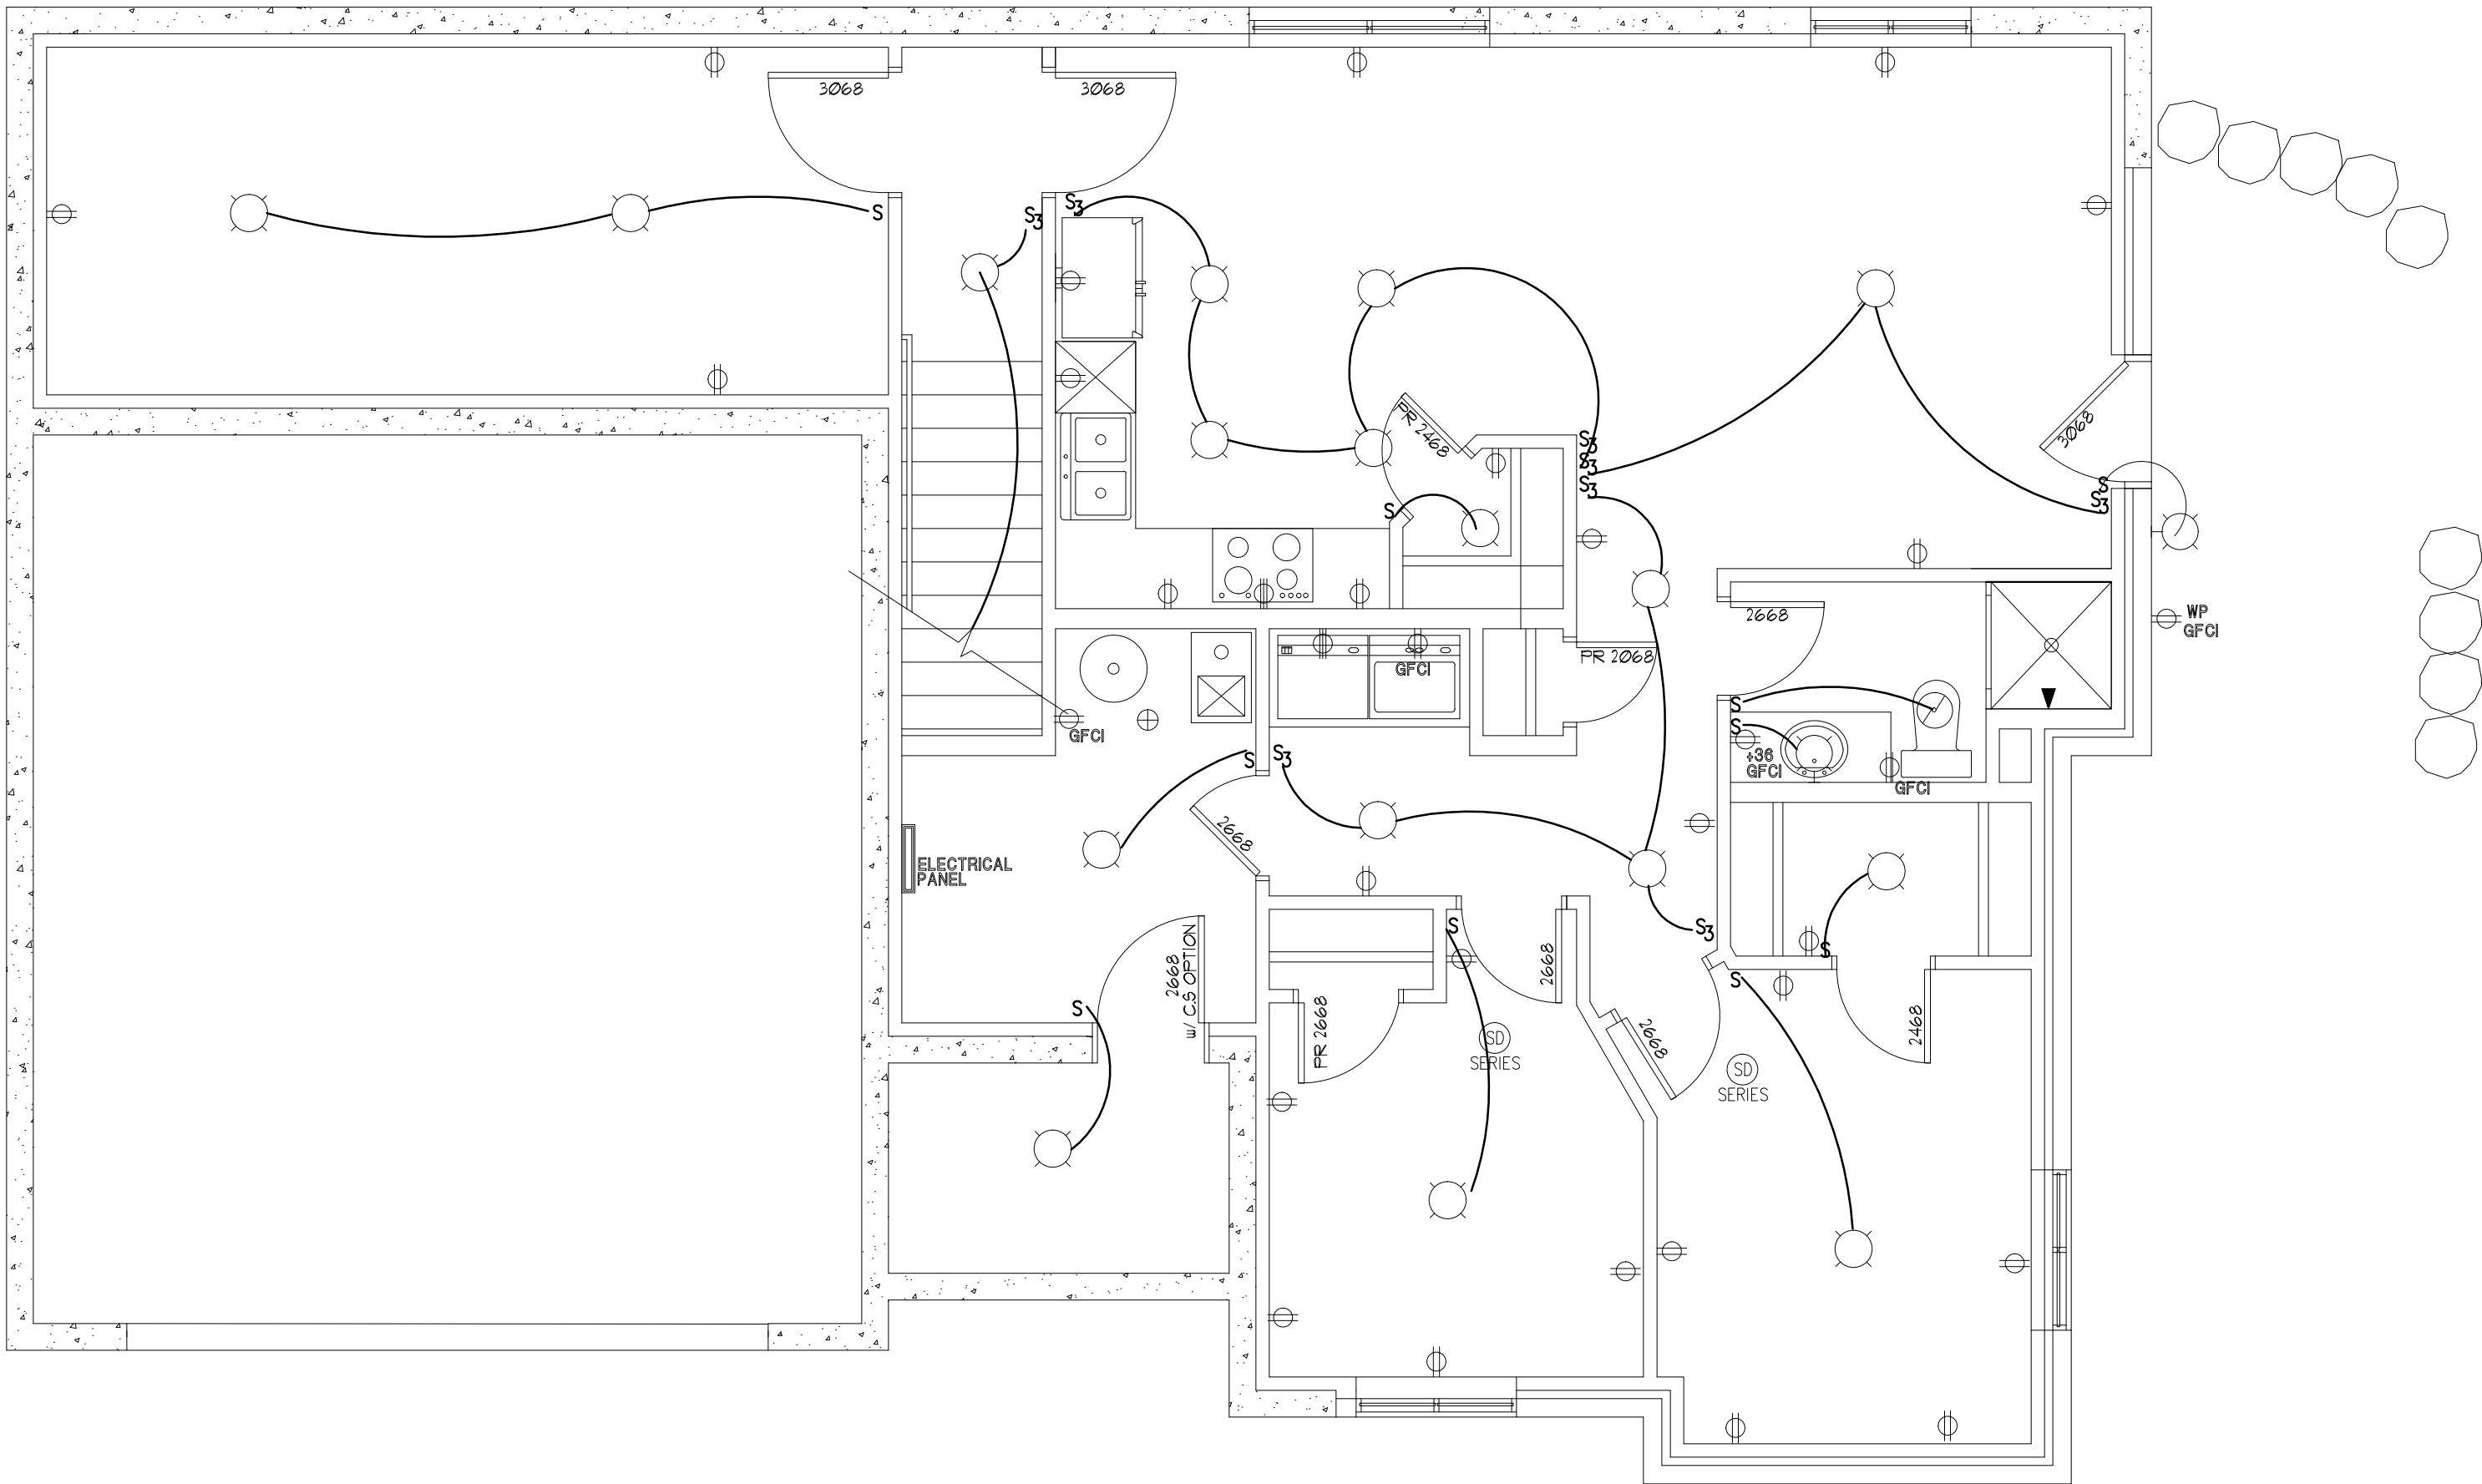 3068
3068
S
S3
S3
PR 2468
S3
S3
S3
S
3068
S
S3
2668
WP
GFCI
PR 2068
GFCI
GFCI
S
S
+36
GFCI
GFCI
S
S3
2668
ELECTRICAL
PANEL
S
S3
S
2668
w/ C.S OPTION
2668
S
S
PR 2668
2668
2468
SD
SERIES
SD
SERIES